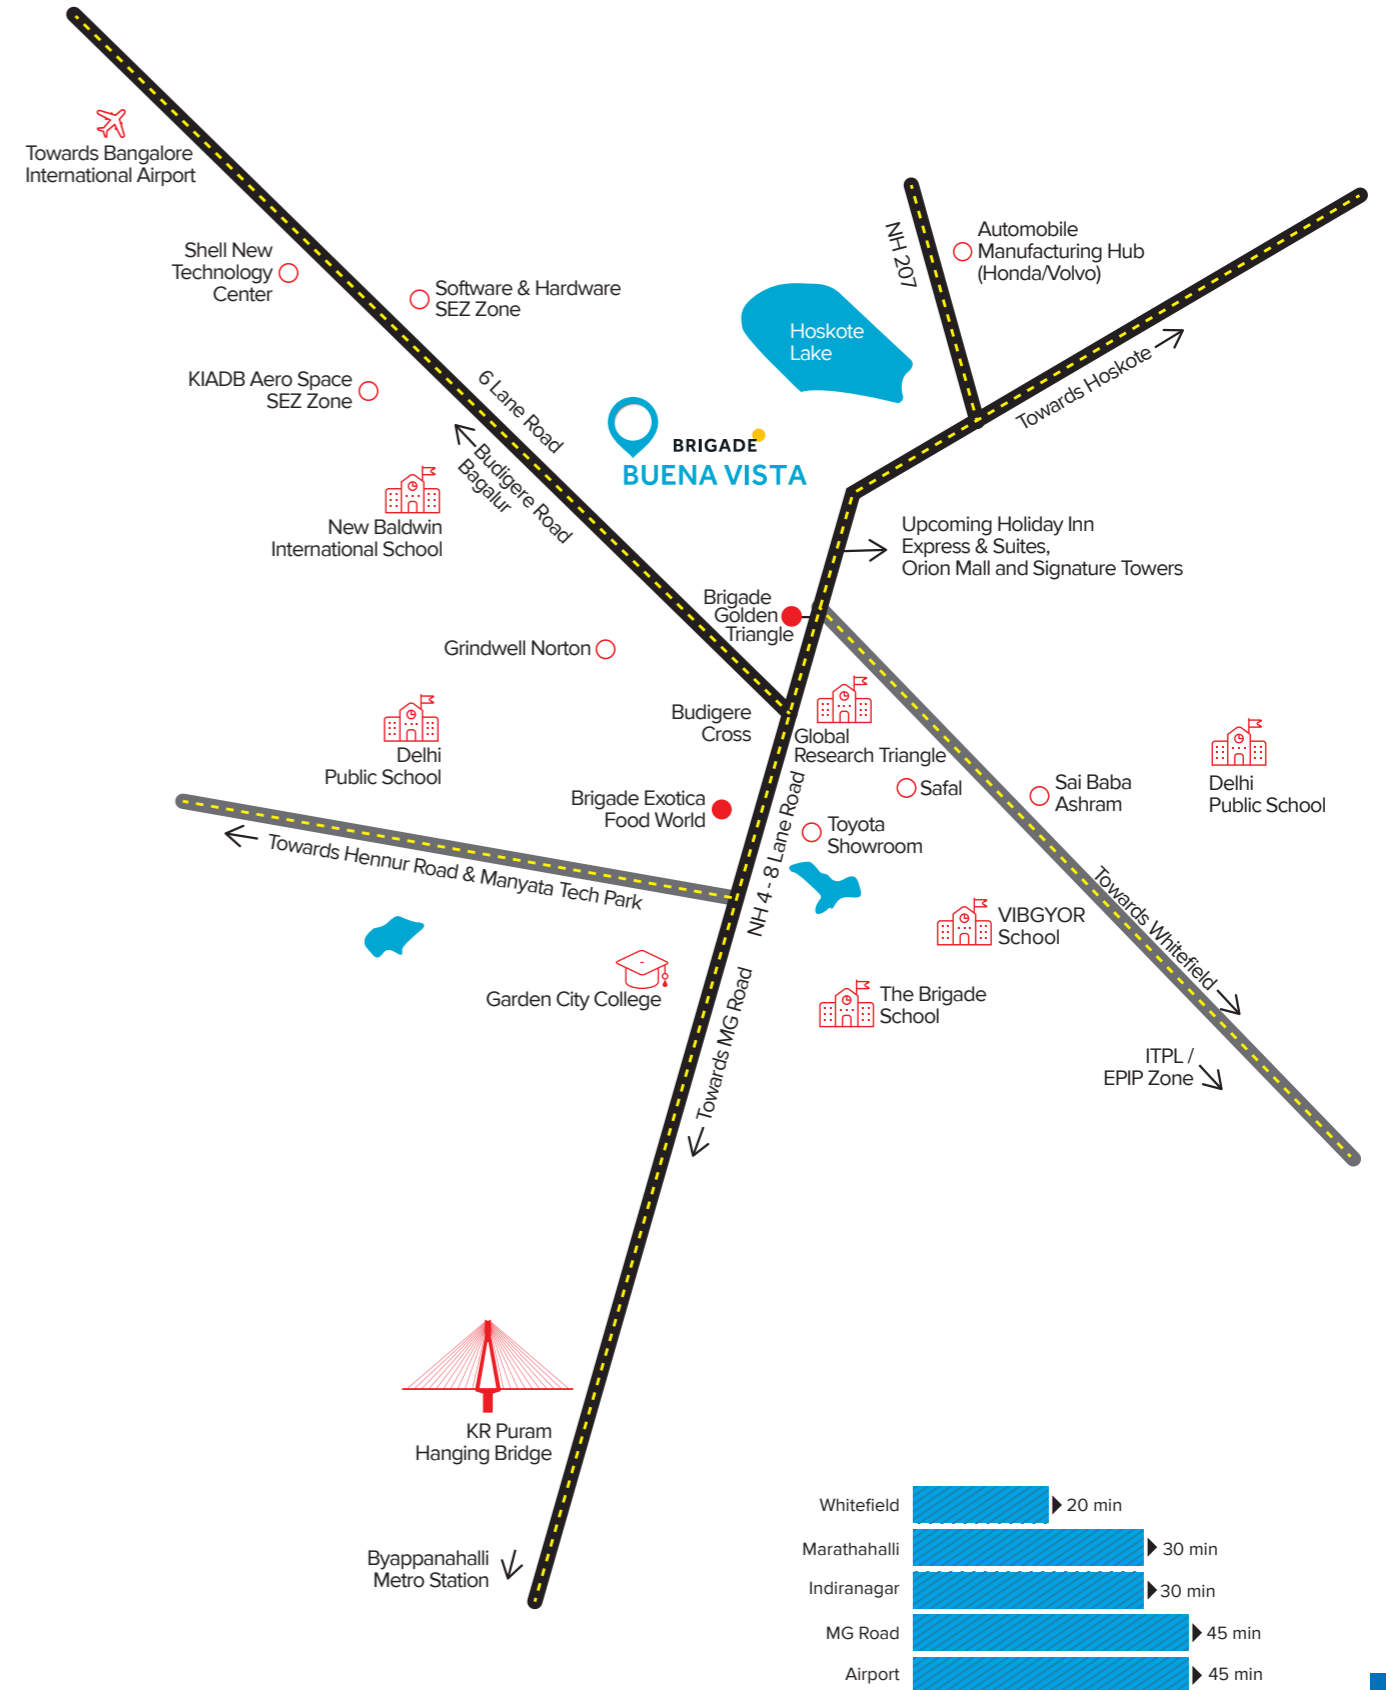 Towards Bangalore
International Airport
Shell New
Technology
Center
Software & Hardware
SEZ Zone
KIADB Aero Space
SEZ Zone
6 Lane Road
Budigere Road
Bagalur
New Baldwin
International School
NH 207
Automobile
Manufacturing Hub
(Honda/Volvo)
Hoskote
Lake
Towards Hoskote
BRIGADE
BUENA VISTA
Upcoming Holiday Inn
Express & Suites,
Orion Mall and Signature Towers
Brigade
Golden
Triangle
Grindwell Norton
Budigere
Cross
Global
Research Triangle
Delhi
Public School
Brigade Exotica
Food World
Safal
Toyota
Showroom
Sai Baba
Ashram
Delhi
Public School
Towards Hennur Road & Manyata Tech Park
NH 4 - 8 Lane Road
Towards MG Road
VIBGYOR
School
Towards Whitefield
Garden City College
The Brigade
School
ITPL /
EPIP Zone
KR Puram
Hanging Bridge
Byappanahalli
Metro Station
Whitefield 20 min
Marathahalli 30 min
Indiranagar 30 min
MG Road 45 min
Airport 45 min